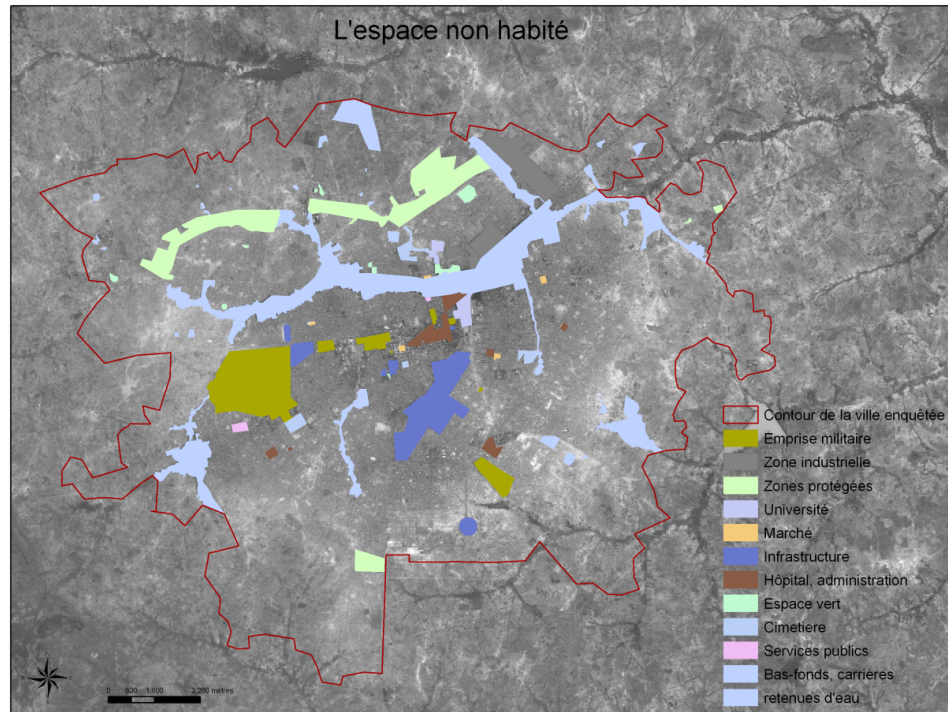 L'espace non habité
Contour de la ville enquêtée
Emprise militaire
Zone industrielle
Zones protégées
Université
Marché
Infrastructure
Hôpital, administration
Espace vert
Cimetiere
Services publics
Bas-fonds, carrières
retenues d'eau
0 800 1,600 3,200 mètres